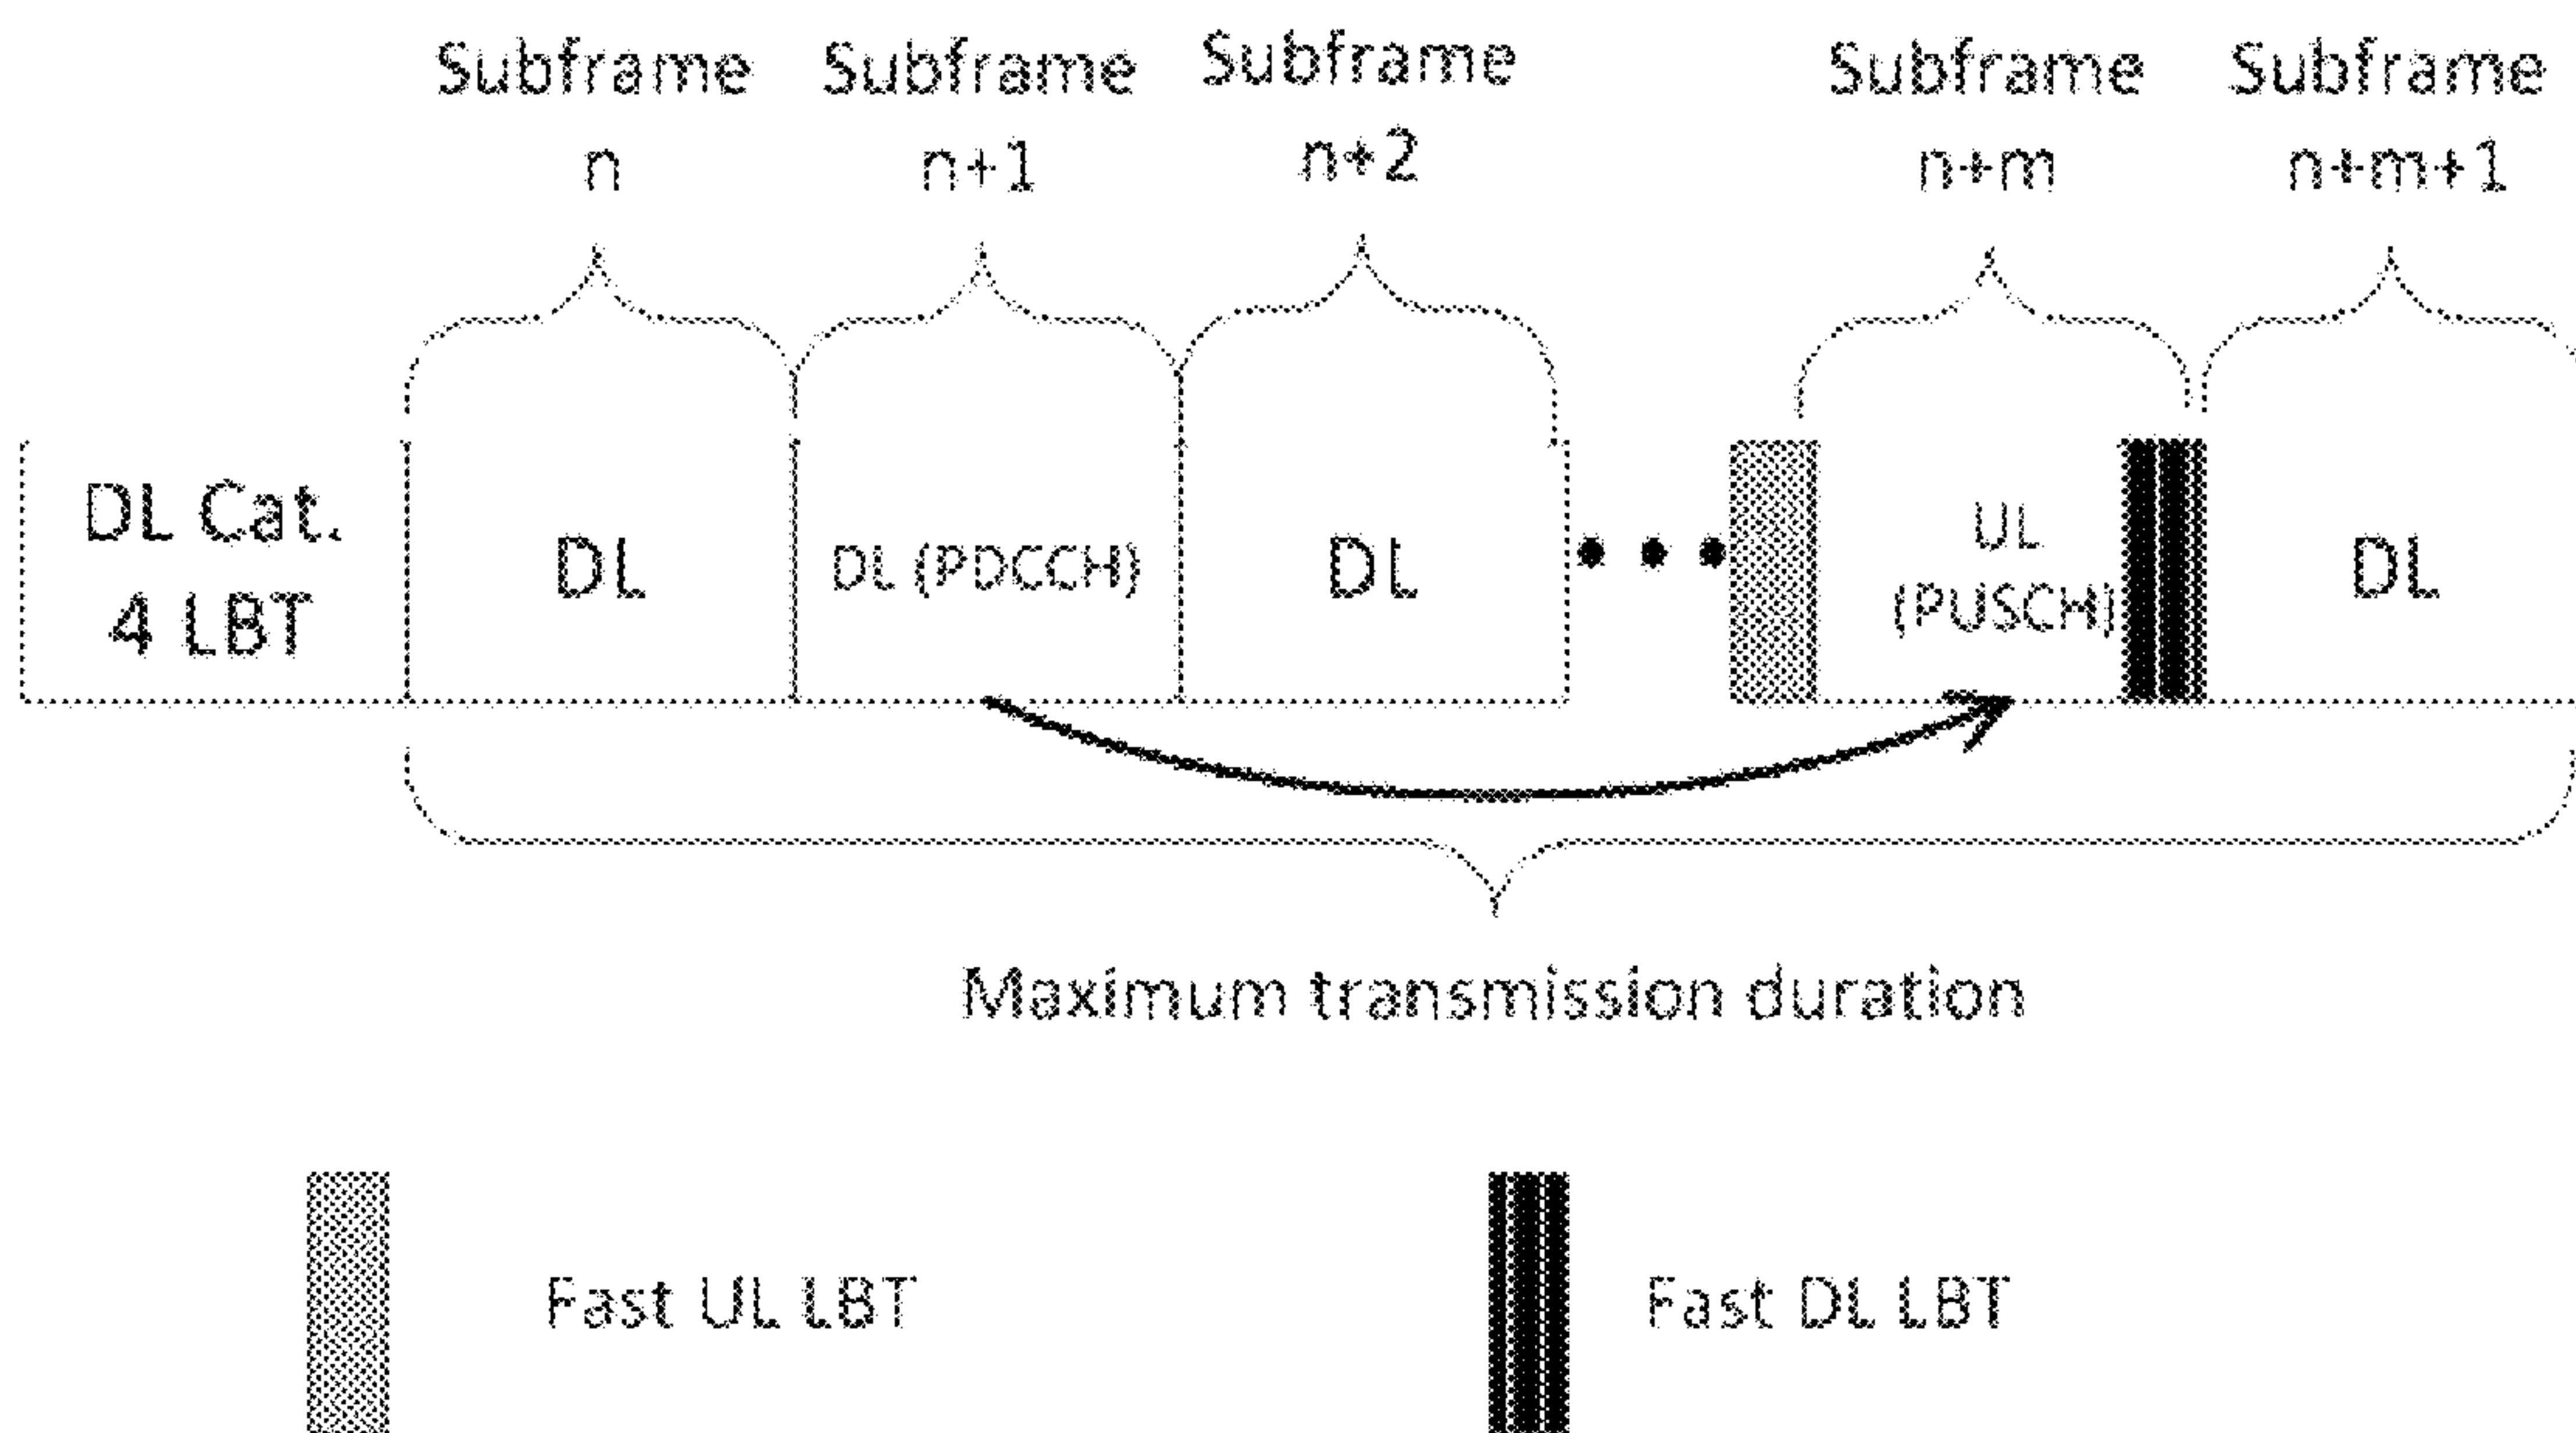 Subframe
n
Subframe
n+1
Subframe
n+2
Subframe
n+m
Subframe
n+m+1
DL Cat.
4 LBT
DL
DL (PDCCH)
DL
UL
(PUSCH)
DL
Maximum transmission duration
Fast UL LBT
Fast DL LBT